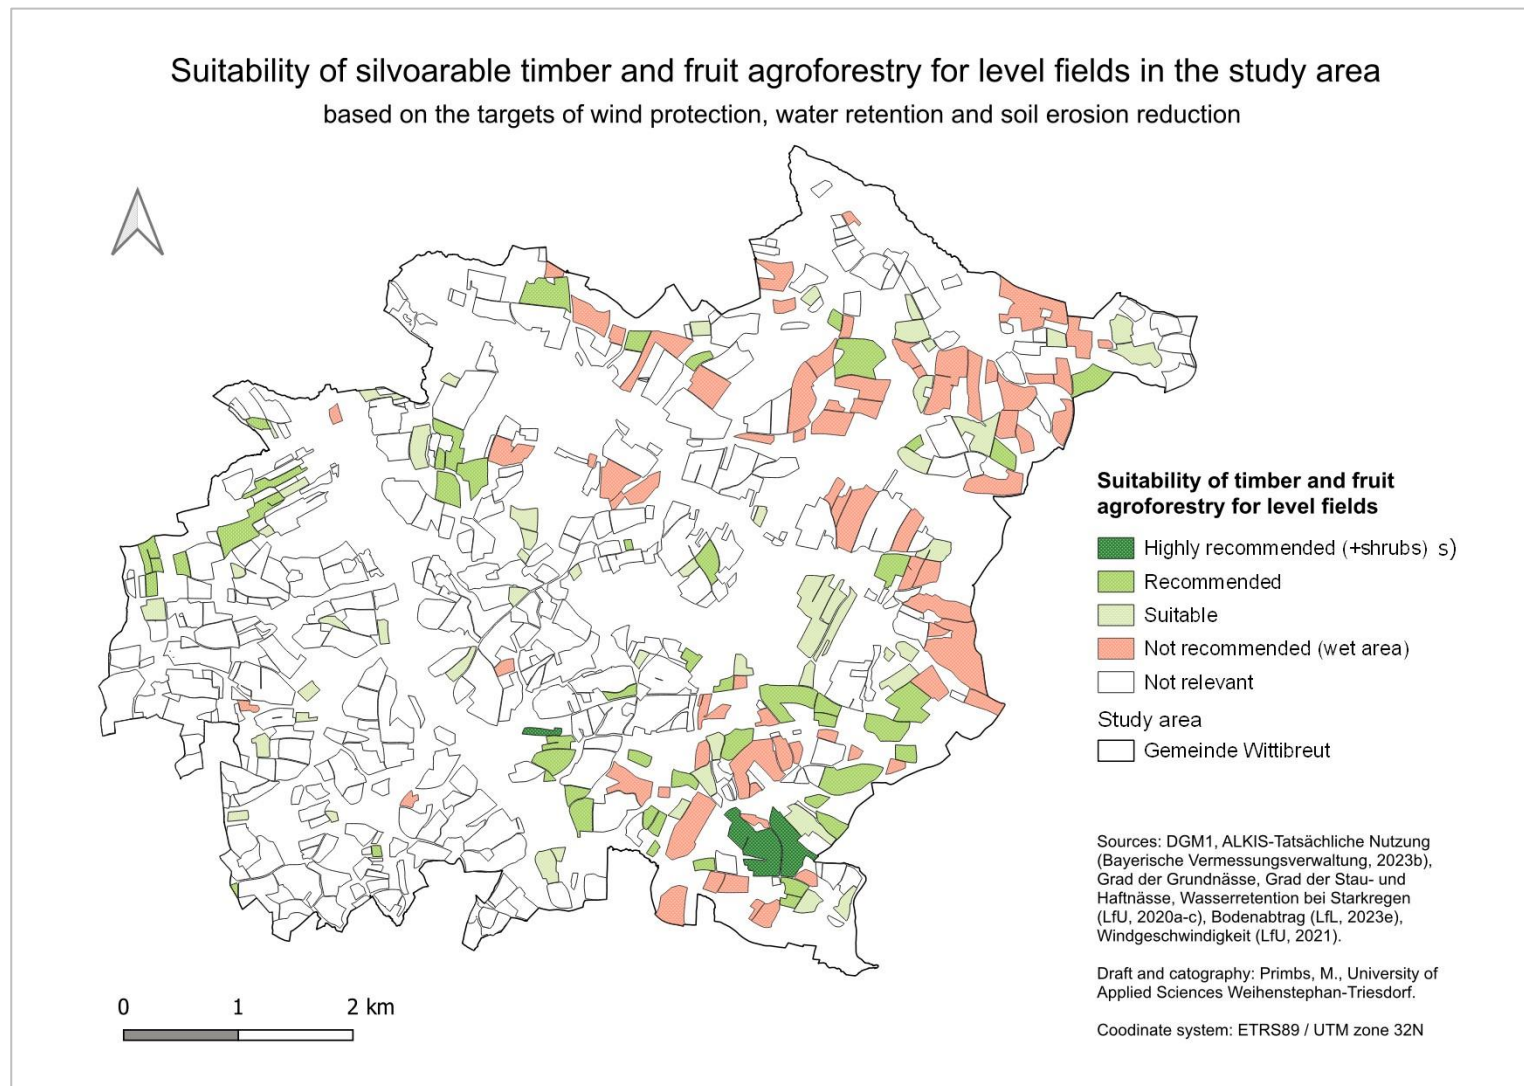 Suitability of silvoarable timber and fruit agroforestry for level fields in the study area
based on the targets of wind protection, water retention and soil erosion reduction
Suitability of timber and fruit
agroforestry for level fields
Highly recommended (+shrubs) s)
Recommended
Suitable
Not recommended (wet area)
Not relevant
Study area
Gemeinde Wittibreut
Sources: DGM1, ALKIS-Tatsächliche Nutzung
(Bayerische Vermessungsverwaltung, 2023b),
Grad der Grundnässe, Grad der Stau- und
Haftnässe, Wasserretention bei Starkregen
(LfU, 2020a-c), Bodenabtrag (LfL, 2023e),
Windgeschwindigkeit (LfU, 2021).
Draft and catography: Primbs, M., University of
Applied Sciences Weihenstephan-Triesdorf.
Coodinate system: ETRS89 / UTM zone 32N
0 1 2 km